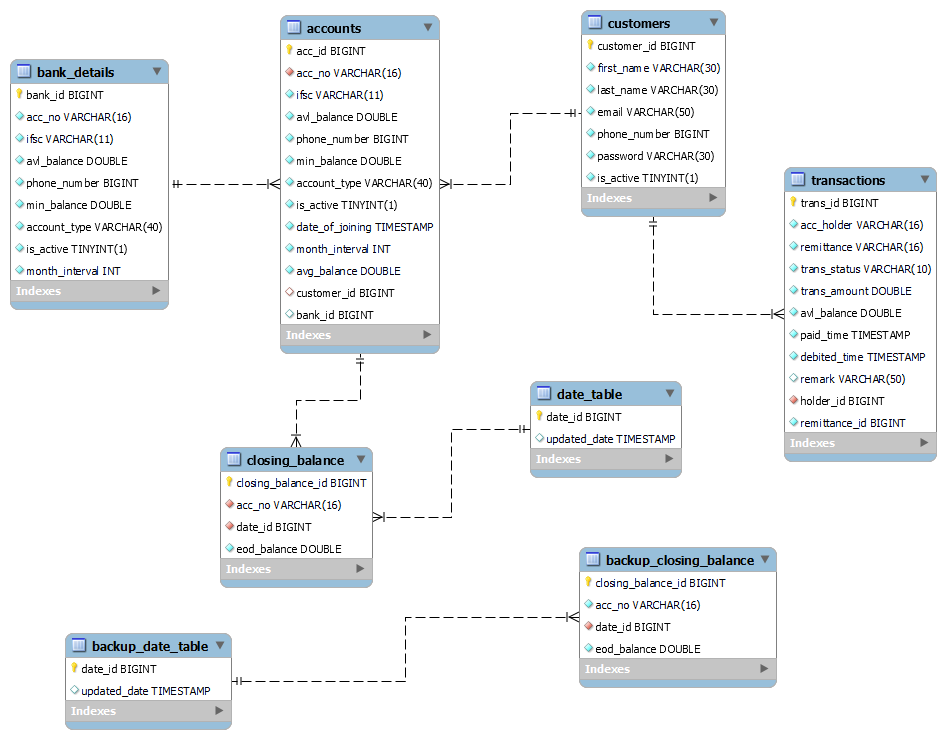 bank_details
bank_id BIGINT
acc_no VARCHAR(16)
ifsc VARCHAR(11)
avl_balance DOUBLE
phone_number BIGINT
min_balance DOUBLE
account_type VARCHAR(40)
is_active TINYINT(1)
month_interval INT
Indexes
accounts
acc_id BIGINT
acc_no VARCHAR(16)
ifsc VARCHAR(11)
avl_balance DOUBLE
phone_number BIGINT
min_balance DOUBLE
account_type VARCHAR(40)
is_active TINYINT(1)
date_of_joining TIMESTAMP
month_interval INT
avg_balance DOUBLE
customer_id BIGINT
bank_id BIGINT
Indexes
customers
customer_id BIGINT
first_name VARCHAR(30)
last_name VARCHAR(30)
email VARCHAR(50)
phone_number BIGINT
password VARCHAR(30)
is_active TINYINT(1)
Indexes
transactions
trans_id BIGINT
acc_holder VARCHAR(16)
remittance VARCHAR(16)
trans_status VARCHAR(10)
trans_amount DOUBLE
avl_balance DOUBLE
paid_time TIMESTAMP
debited_time TIMESTAMP
remark VARCHAR(50)
holder_id BIGINT
remittance_id BIGINT
Indexes
date_table
date_id BIGINT
updated_date TIMESTAMP
Indexes
closing_balance
closing_balance_id BIGINT
acc_no VARCHAR(16)
date_id BIGINT
eod_balance DOUBLE
Indexes
backup_closing_balance
closing_balance_id BIGINT
acc_no VARCHAR(16)
date_id BIGINT
eod_balance DOUBLE
Indexes
backup_date_table
date_id BIGINT
updated_date TIMESTAMP
Indexes